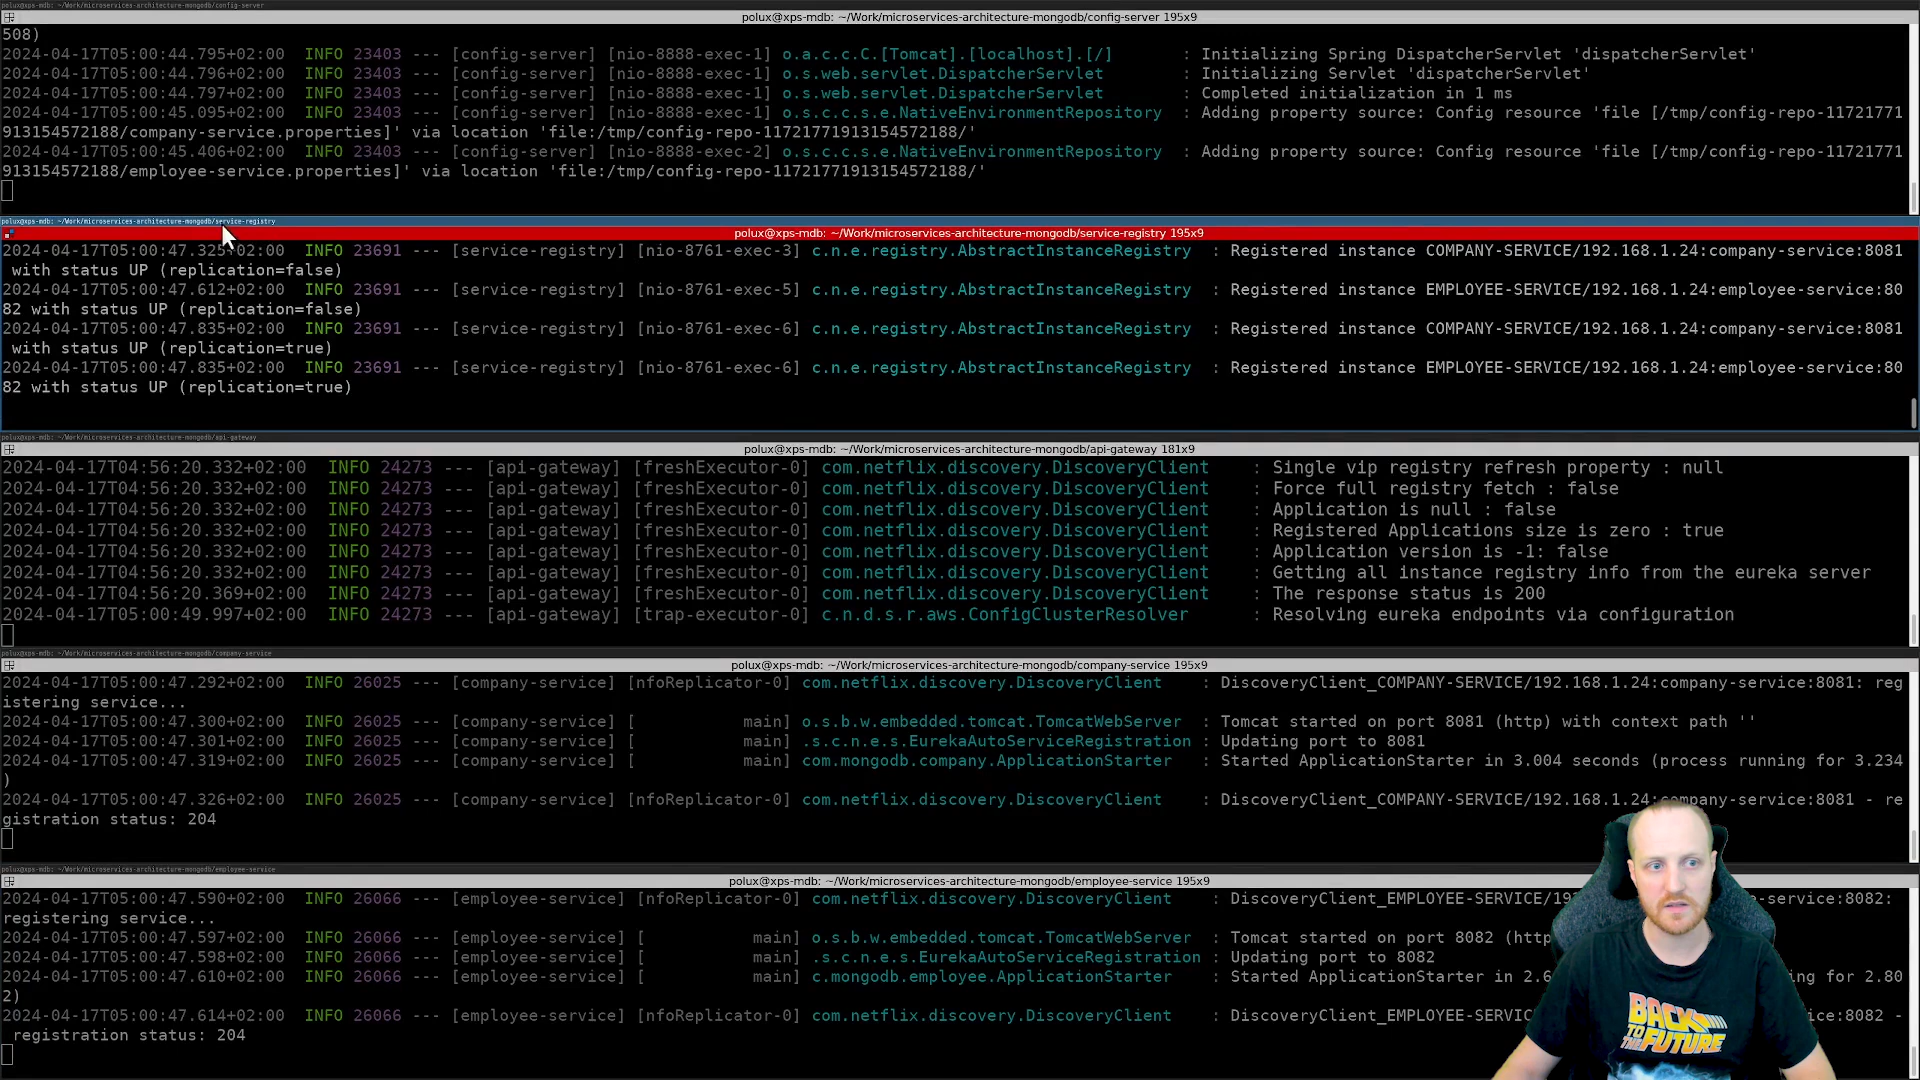 polux@xps-mdb: ~/Work/microservices-architecture-mongodb/config-server
polux@xps-mdb: ~/Work/microservices-architecture-mongodb/config-server 195x9
508)
2024-04-17T05:00:44.795+02:00  INFO 23403 --- [config-server] [nio-8888-exec-1] o.a.c.c.C.[Tomcat].[localhost].[/]       : Initializing Spring DispatcherServlet 'dispatcherServlet'
2024-04-17T05:00:44.796+02:00  INFO 23403 --- [config-server] [nio-8888-exec-1] o.s.web.servlet.DispatcherServlet        : Initializing Servlet 'dispatcherServlet'
2024-04-17T05:00:44.797+02:00  INFO 23403 --- [config-server] [nio-8888-exec-1] o.s.web.servlet.DispatcherServlet        : Completed initialization in 1 ms
2024-04-17T05:00:45.095+02:00  INFO 23403 --- [config-server] [nio-8888-exec-1] o.s.c.c.s.e.NativeEnvironmentRepository  : Adding property source: Config resource 'file [/tmp/config-repo-11721771
913154572188/company-service.properties]' via location 'file:/tmp/config-repo-11721771913154572188/'
2024-04-17T05:00:45.406+02:00  INFO 23403 --- [config-server] [nio-8888-exec-2] o.s.c.c.s.e.NativeEnvironmentRepository  : Adding property source: Config resource 'file [/tmp/config-repo-11721771
913154572188/employee-service.properties]' via location 'file:/tmp/config-repo-11721771913154572188/'
polux@xps-mdb: ~/Work/microservices-architecture-mongodb/service-registry
polux@xps-mdb: ~/Work/microservices-architecture-mongodb/service-registry 195x9
2024-04-17T05:00:47.325+02:00  INFO 23691 --- [service-registry] [nio-8761-exec-3] c.n.e.registry.AbstractInstanceRegistry  : Registered instance COMPANY-SERVICE/192.168.1.24:company-service:8081
with status UP (replication=false)
2024-04-17T05:00:47.612+02:00  INFO 23691 --- [service-registry] [nio-8761-exec-5] c.n.e.registry.AbstractInstanceRegistry  : Registered instance EMPLOYEE-SERVICE/192.168.1.24:employee-service:80
82 with status UP (replication=false)
2024-04-17T05:00:47.835+02:00  INFO 23691 --- [service-registry] [nio-8761-exec-6] c.n.e.registry.AbstractInstanceRegistry  : Registered instance COMPANY-SERVICE/192.168.1.24:company-service:8081
with status UP (replication=true)
2024-04-17T05:00:47.835+02:00  INFO 23691 --- [service-registry] [nio-8761-exec-6] c.n.e.registry.AbstractInstanceRegistry  : Registered instance EMPLOYEE-SERVICE/192.168.1.24:employee-service:80
82 with status UP (replication=true)
polux@xps-mdb: ~/Work/microservices-architecture-mongodb/api-gateway
polux@xps-mdb: ~/Work/microservices-architecture-mongodb/api-gateway 181x9
2024-04-17T04:56:20.332+02:00  INFO 24273 --- [api-gateway] [freshExecutor-0] com.netflix.discovery.DiscoveryClient    : Single vip registry refresh property : null
2024-04-17T04:56:20.332+02:00  INFO 24273 --- [api-gateway] [freshExecutor-0] com.netflix.discovery.DiscoveryClient    : Force full registry fetch : false
2024-04-17T04:56:20.332+02:00  INFO 24273 --- [api-gateway] [freshExecutor-0] com.netflix.discovery.DiscoveryClient    : Application is null : false
2024-04-17T04:56:20.332+02:00  INFO 24273 --- [api-gateway] [freshExecutor-0] com.netflix.discovery.DiscoveryClient    : Registered Applications size is zero : true
2024-04-17T04:56:20.332+02:00  INFO 24273 --- [api-gateway] [freshExecutor-0] com.netflix.discovery.DiscoveryClient    : Application version is -1: false
2024-04-17T04:56:20.332+02:00  INFO 24273 --- [api-gateway] [freshExecutor-0] com.netflix.discovery.DiscoveryClient    : Getting all instance registry info from the eureka server
2024-04-17T04:56:20.369+02:00  INFO 24273 --- [api-gateway] [freshExecutor-0] com.netflix.discovery.DiscoveryClient    : The response status is 200
2024-04-17T05:00:49.997+02:00  INFO 24273 --- [api-gateway] [trap-executor-0] c.n.d.s.r.aws.ConfigClusterResolver      : Resolving eureka endpoints via configuration
polux@xps-mdb: ~/Work/microservices-architecture-mongodb/company-service
polux@xps-mdb: ~/Work/microservices-architecture-mongodb/company-service 195x9
2024-04-17T05:00:47.292+02:00  INFO 26025 --- [company-service] [nfoReplicator-0] com.netflix.discovery.DiscoveryClient    : DiscoveryClient_COMPANY-SERVICE/192.168.1.24:company-service:8081: reg
istering service...
2024-04-17T05:00:47.300+02:00  INFO 26025 --- [company-service] [           main] o.s.b.w.embedded.tomcat.TomcatWebServer  : Tomcat started on port 8081 (http) with context path ''
2024-04-17T05:00:47.301+02:00  INFO 26025 --- [company-service] [           main] .s.c.n.e.s.EurekaAutoServiceRegistration : Updating port to 8081
2024-04-17T05:00:47.319+02:00  INFO 26025 --- [company-service] [           main] com.mongodb.company.ApplicationStarter   : Started ApplicationStarter in 3.004 seconds (process running for 3.234
)
2024-04-17T05:00:47.326+02:00  INFO 26025 --- [company-service] [nfoReplicator-0] com.netflix.discovery.DiscoveryClient    : DiscoveryClient_COMPANY-SERVICE/192.168.1.24:company-service:8081 - re
gistration status: 204
polux@xps-mdb: ~/Work/microservices-architecture-mongodb/employee-service
polux@xps-mdb: ~/Work/microservices-architecture-mongodb/employee-service 195x9
2024-04-17T05:00:47.590+02:00  INFO 26066 --- [employee-service] [nfoReplicator-0] com.netflix.discovery.DiscoveryClient    : DiscoveryClient_EMPLOYEE-SERVICE/19 -service:8082:
registering service...
2024-04-17T05:00:47.597+02:00  INFO 26066 --- [employee-service] [           main] o.s.b.w.embedded.tomcat.TomcatWebServer  : Tomcat started on port 8082 (http
2024-04-17T05:00:47.598+02:00  INFO 26066 --- [employee-service] [           main] .s.c.n.e.s.EurekaAutoServiceRegistration : Updating port to 8082
2024-04-17T05:00:47.610+02:00  INFO 26066 --- [employee-service] [           main] c.mongodb.employee.ApplicationStarter    : Started ApplicationStarter in 2.6 ing for 2.80
2)
2024-04-17T05:00:47.614+02:00  INFO 26066 --- [employee-service] [nfoReplicator-0] com.netflix.discovery.DiscoveryClient    : DiscoveryClient_EMPLOYEE-SERVIC vice:8082 -
registration status: 204
BACK
TO THE FUTURE